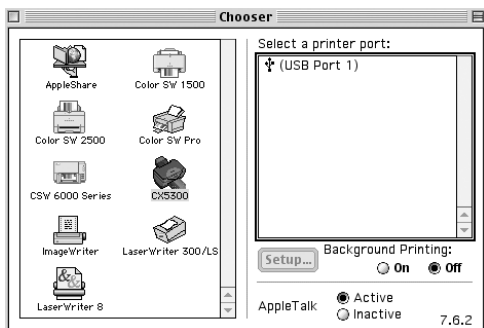 Chooser
AppleShare
Color SW 1500
Color SW 2500
Color SW Pro
CSW 6000 Series
CX5300
ImageWriter
LaserWriter 300/LS
LaserWriter 8
Select a printer port:
(USB Port 1)
Setup...
Background Printing:
On Off
AppleTalk
Active
Inactive
7.6.2